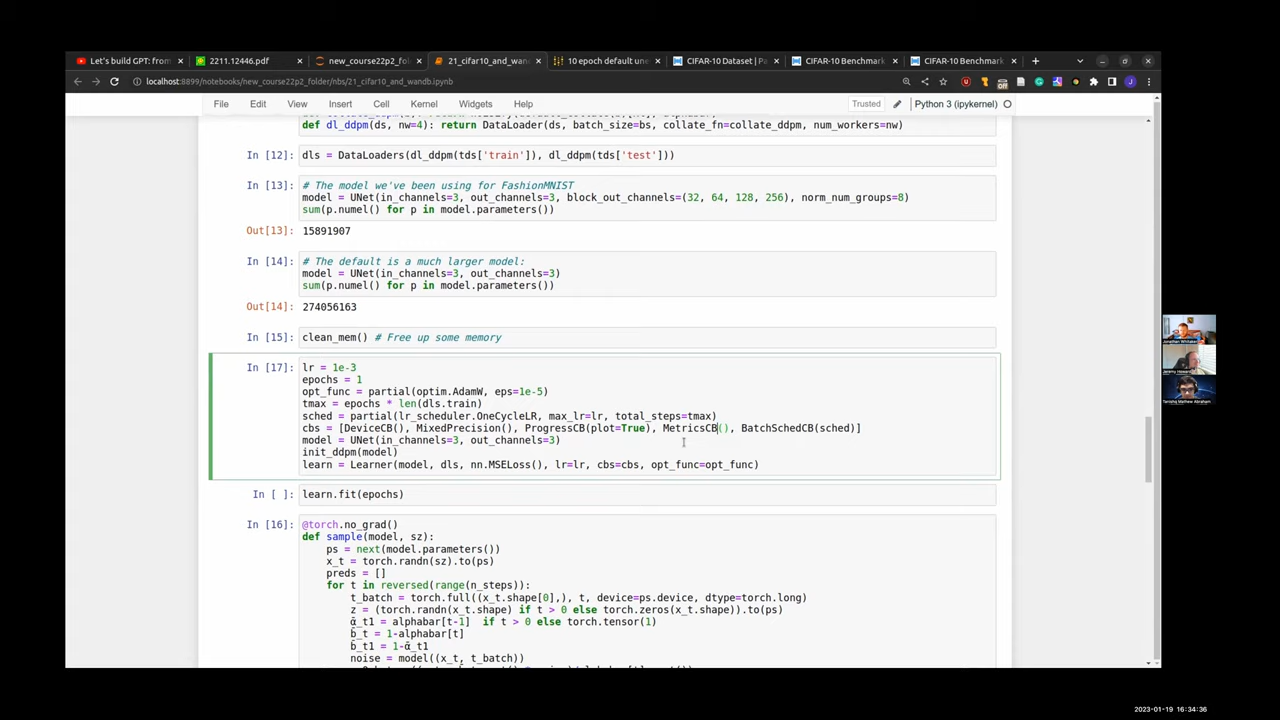 Let's build GPT: from
2211.12446.pdf
new_course22p2_fo
21_cifar10_and_wan
10 epoch default une
CIFAR-10 Dataset | Pa
CIFAR-10 Benchmar
CIFAR-10 Benchmar
localhost:8899/notebooks/new_course22p2_folder/nbs/21_cifar10_and_wandb.ipynb
File Edit View Insert Cell Kernel Widgets Help
Trusted
Python 3 (ipykernel)
def dl_ddpm(ds, nw=4): return DataLoader(ds, batch_size=bs, collate_fn=collate_ddpm, num_workers=nw)
In [12]: dls = DataLoaders(dl_ddpm(tds['train']), dl_ddpm(tds['test']))
In [13]: # The model we've been using for FashionMNIST
model = UNet(in_channels=3, out_channels=3, block_out_channels=(32, 64, 128, 256), norm_num_groups=8)
sum(p.numel() for p in model.parameters())
Out[13]: 15891907
In [14]: # The default is a much larger model:
model = UNet(in_channels=3, out_channels=3)
sum(p.numel() for p in model.parameters())
Out[14]: 274056163
In [15]: clean_mem() # Free up some memory
In [17]: lr = 1e-3
epochs = 1
opt_func = partial(optim.AdamW, eps=1e-5)
tmax = epochs * len(dls.train)
sched = partial(lr_scheduler.OneCycleLR, max_lr=lr, total_steps=tmax)
cbs = [DeviceCB(), MixedPrecision(), ProgressCB(plot=True), MetricsCB(), BatchSchedCB(sched)]
model = UNet(in_channels=3, out_channels=3)
init_ddpm(model)
learn = Learner(model, dls, nn.MSELoss(), lr=lr, cbs=cbs, opt_func=opt_func)
In [ ]: learn.fit(epochs)
In [16]: @torch.no_grad()
def sample(model, sz):
ps = next(model.parameters())
x_t = torch.randn(sz).to(ps)
preds = []
for t in reversed(range(n_steps)):
t_batch = torch.full((x_t.shape[0],), t, device=ps.device, dtype=torch.long)
z = (torch.randn(x_t.shape) if t > 0 else torch.zeros(x_t.shape)).to(ps)
ᾱ_t1 = alphabar[t-1] if t > 0 else torch.tensor(1)
b̄_t = 1-alphabar[t]
b̄_t1 = 1-ᾱ_t1
noise = model((x_t, t_batch))
Jonathan Whitaker
Jeremy Howard
Tanishq Mathew Abraham
2023-01-19 16:34:36